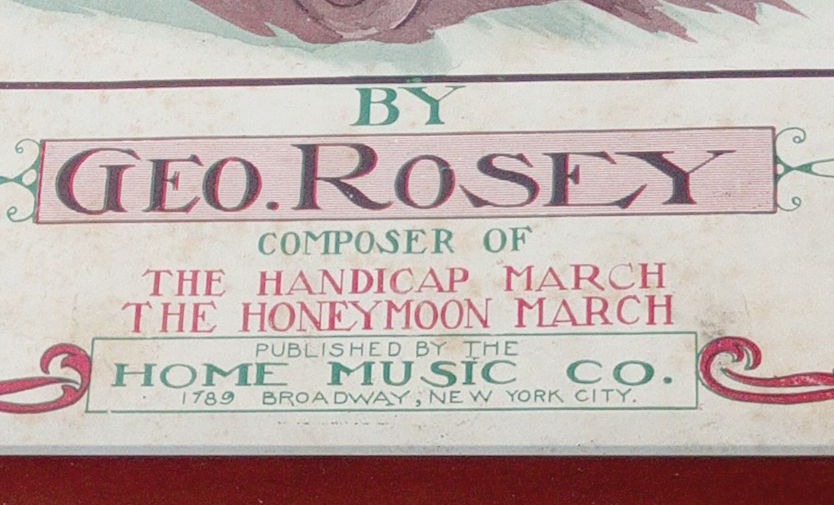 BY
GEO. ROSEY
COMPOSER OF
THE HANDICAP MARCH
THE HONEYMOON MARCH
PUBLISHED BY THE
HOME MUSIC CO.
1789 BROADWAY, NEW YORK CITY.